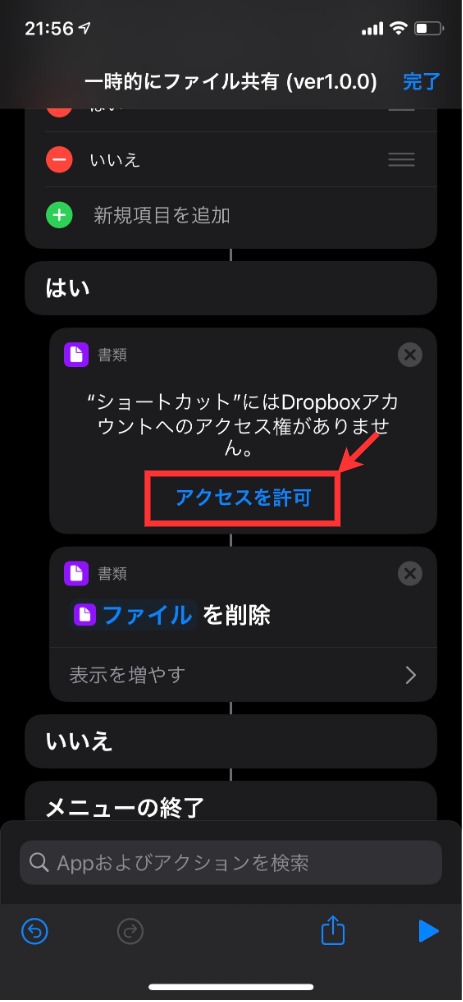 21:56
一時的にファイル共有 (ver1.0.0)
完了
はい
いいえ
新規項目を追加
はい
書類
“ショートカット”にはDropboxアカ
ウントへのアクセス権がありませ
ん。
アクセスを許可
書類
ファイル を削除
表示を増やす
いいえ
メニューの終了
Appおよびアクションを検索